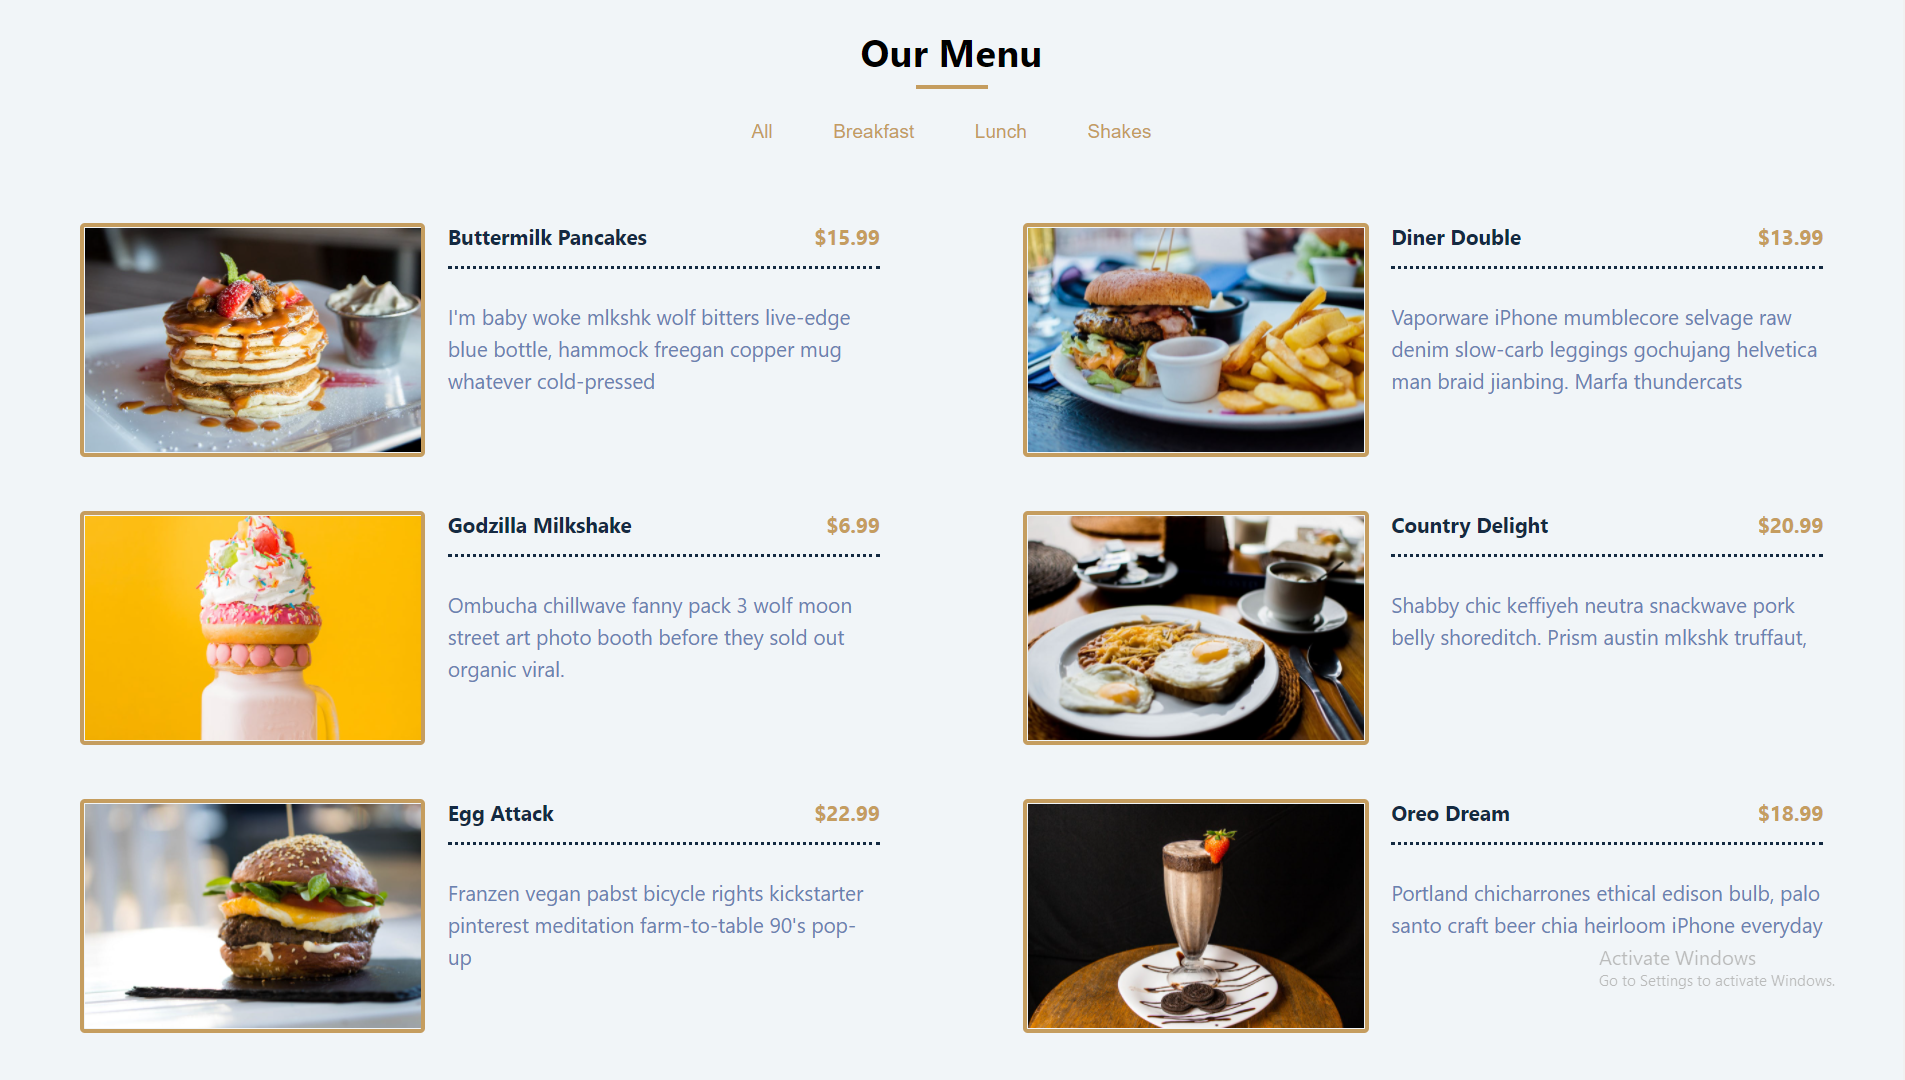 Our Menu
All Breakfast Lunch Shakes
Buttermilk Pancakes $15.99
I'm baby woke mlkshk wolf bitters live-edge
blue bottle, hammock freegan copper mug
whatever cold-pressed
Diner Double $13.99
Vaporware iPhone mumblecore selvage raw
denim slow-carb leggings gochujang helvetica
man braid jianbing. Marfa thundercats
Godzilla Milkshake $6.99
Ombucha chillwave fanny pack 3 wolf moon
street art photo booth before they sold out
organic viral.
Country Delight $20.99
Shabby chic keffiyeh neutra snackwave pork
belly shoreditch. Prism austin mlkshk truffaut,
Egg Attack $22.99
Franzen vegan pabst bicycle rights kickstarter
pinterest meditation farm-to-table 90's pop-
up
Oreo Dream $18.99
Portland chicharrones ethical edison bulb, palo
santo craft beer chia heirloom iPhone everyday
Activate Windows
Go to Settings to activate Windows.